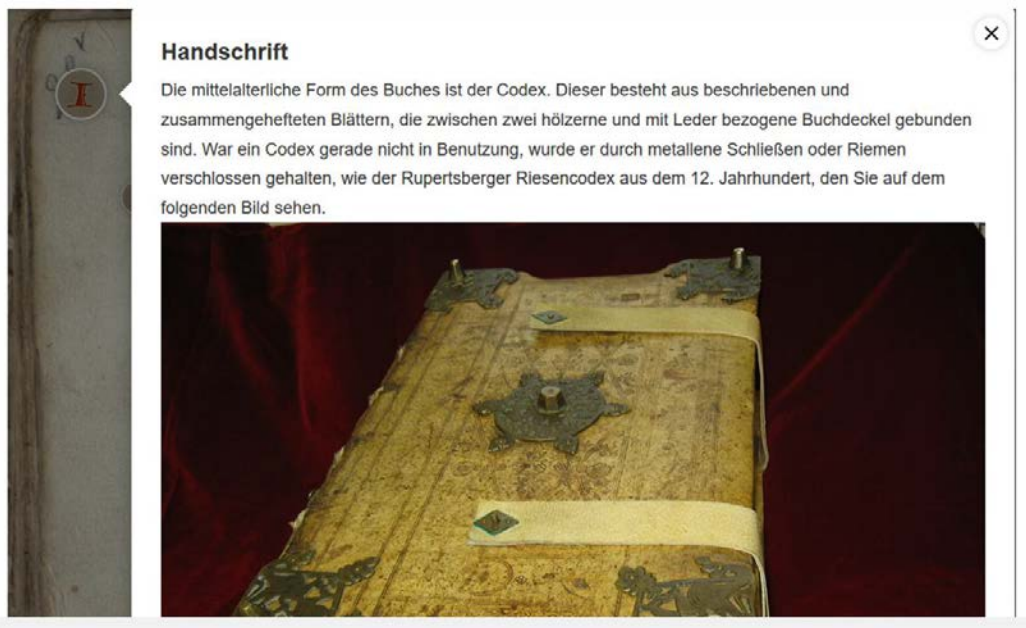 Handschrift
Die mittelalterliche Form des Buches ist der Codex. Dieser besteht aus beschriebenen und
zusammengehefteten Blättern, die zwischen zwei hölzerne und mit Leder bezogene Buchdeckel gebunden
sind. War ein Codex gerade nicht in Benutzung, wurde er durch metallene Schließen oder Riemen
verschlossen gehalten, wie der Rupertsberger Riesencodex aus dem 12. Jahrhundert, den Sie auf dem
folgenden Bild sehen.